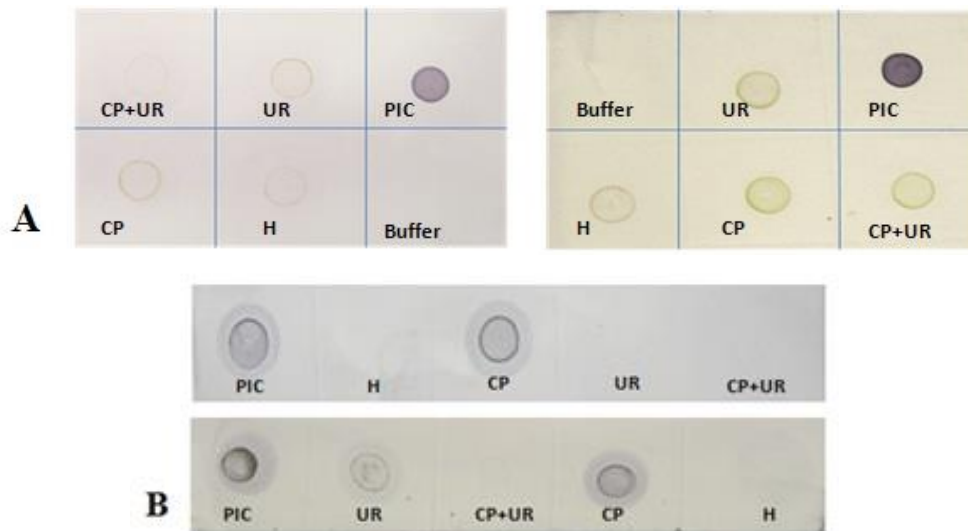 CP+UR UR PIC
Buffer UR PIC
A
CP H Buffer
H CP CP+UR
PIC H CP UR CP+UR
B
PIC UR CP+UR CP H